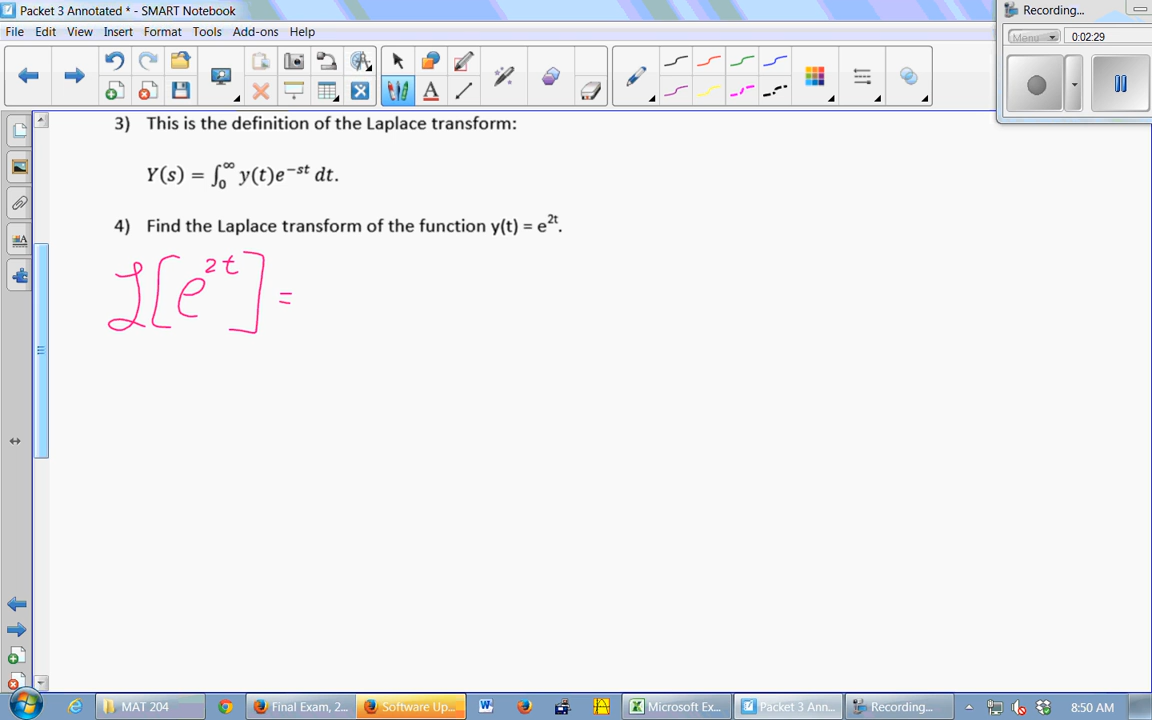 Packet 3 Annotated * - SMART Notebook
Recording...
File Edit View Insert Format Tools Add-ons Help
Menu
0:02:29
3) This is the definition of the Laplace transform:
Y(s) = ∫₀^∞ y(t)e^{−st} dt.
4) Find the Laplace transform of the function y(t) = e^{2t}.
ℒ[e^{2t}] =
MAT 204
Final Exam, 2...
Software Up...
Microsoft Ex...
Packet 3 Ann...
Recording...
8:50 AM